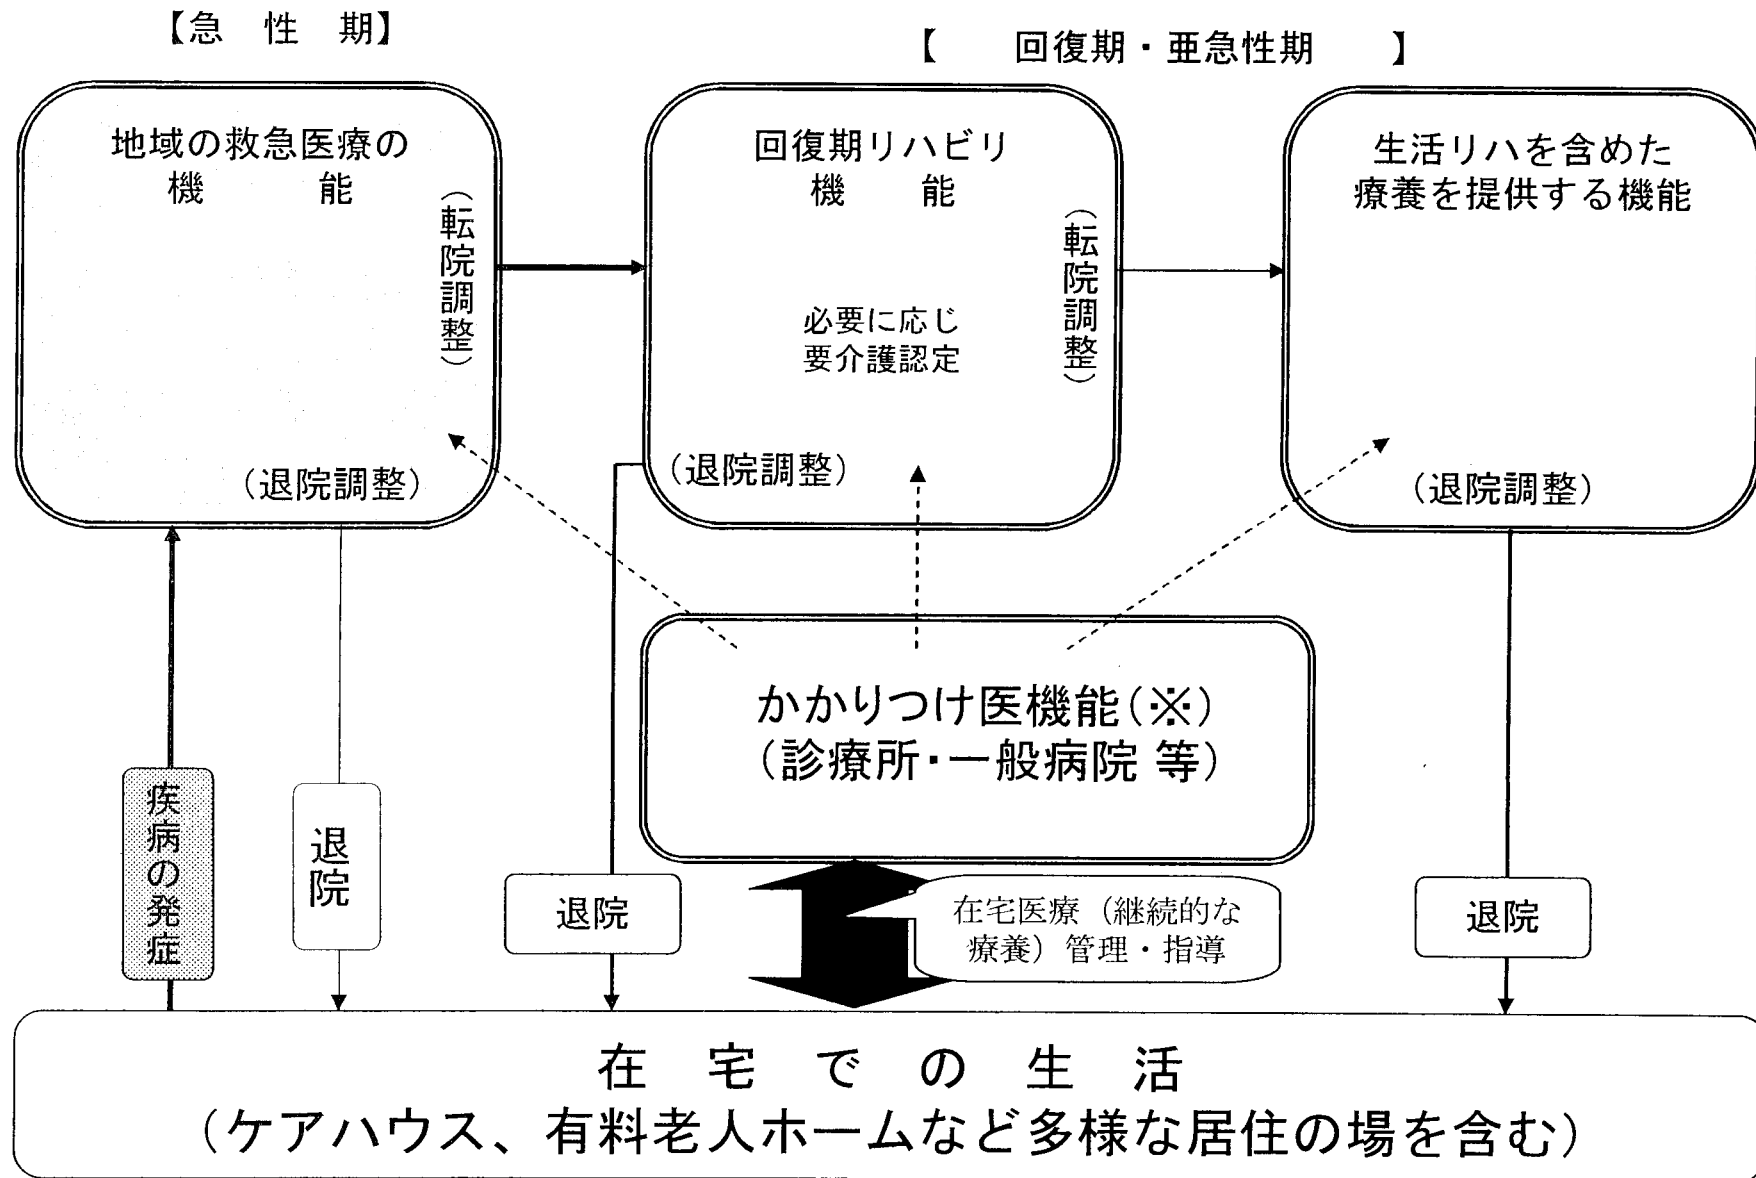 【急　性　期】
【　　回復期・亜急性期　　】
地域の救急医療の
機　　　能
（転院調整）
（退院調整）
回復期リハビリ
機　　能
必要に応じ
要介護認定
（転院調整）
（退院調整）
生活リハを含めた
療養を提供する機能
（退院調整）
かかりつけ医機能（※）
（診療所・一般病院 等）
疾病の発症
退院
退院
在宅医療（継続的な
療養）管理・指導
退院
在　宅　で　の　生　活
（ケアハウス、有料老人ホームなど多様な居住の場を含む）